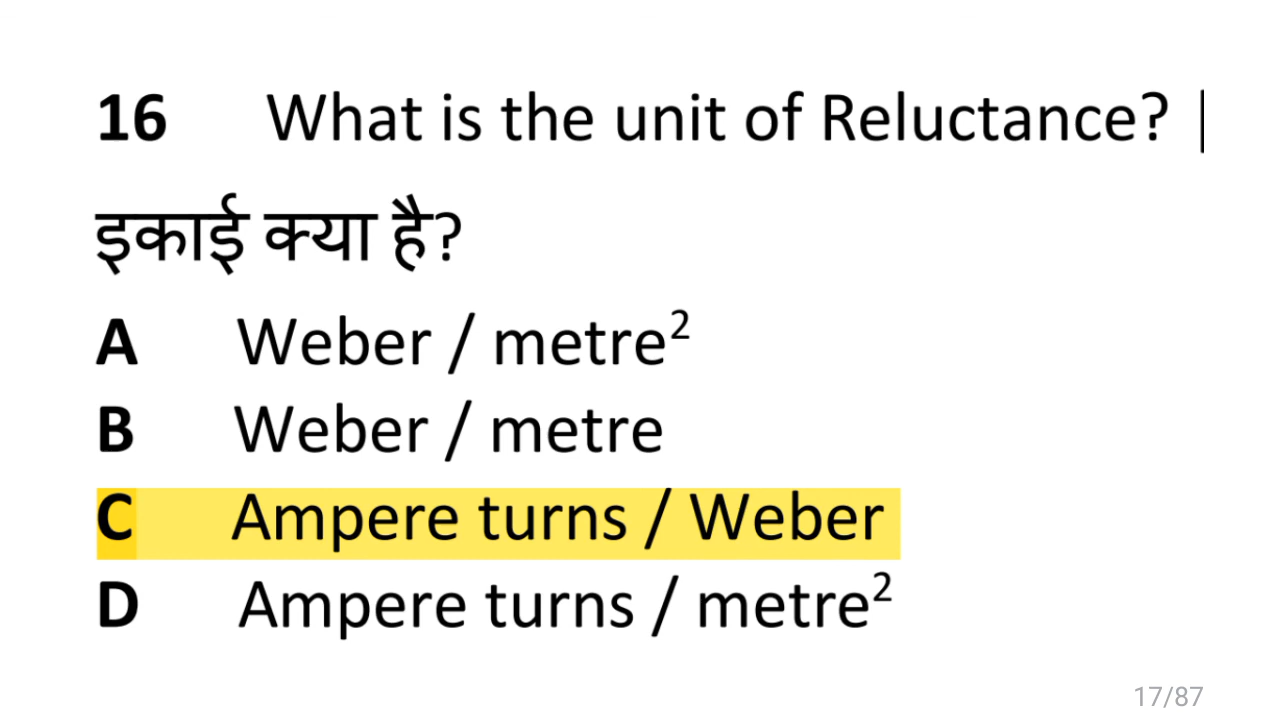 16 What is the unit of Reluctance? |
इकाई क्या है?
A Weber / metre²
B Weber / metre
C Ampere turns / Weber
D Ampere turns / metre²
17/87